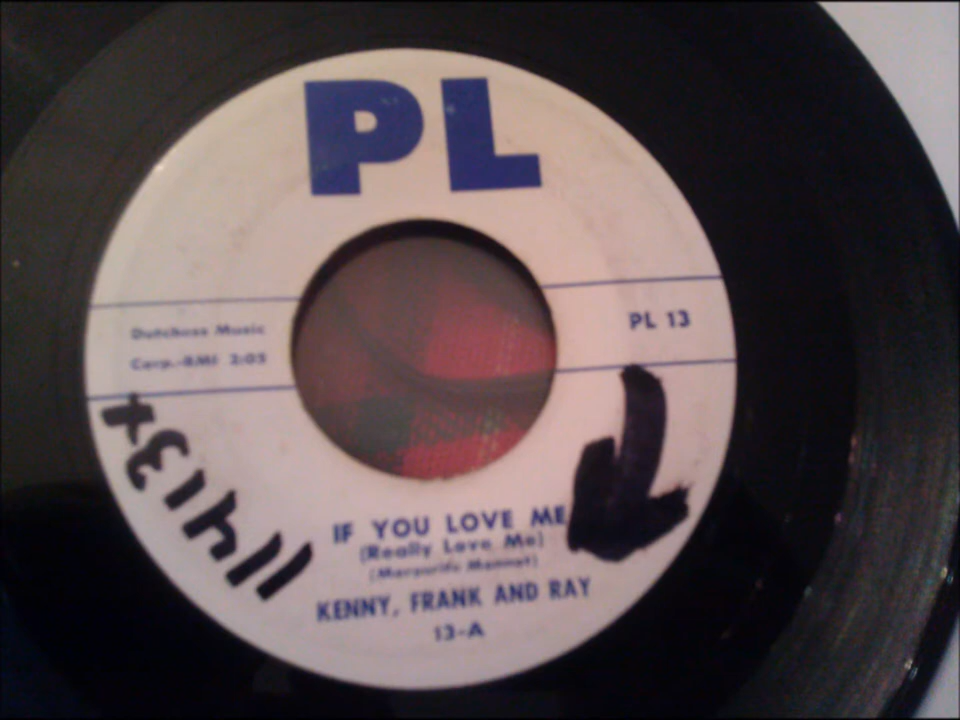 PL
Dutchess Music
Corp.-BMI 2:05
PL 13
IF YOU LOVE ME
(Really Love Me)
KENNY, FRANK AND RAY
13-A